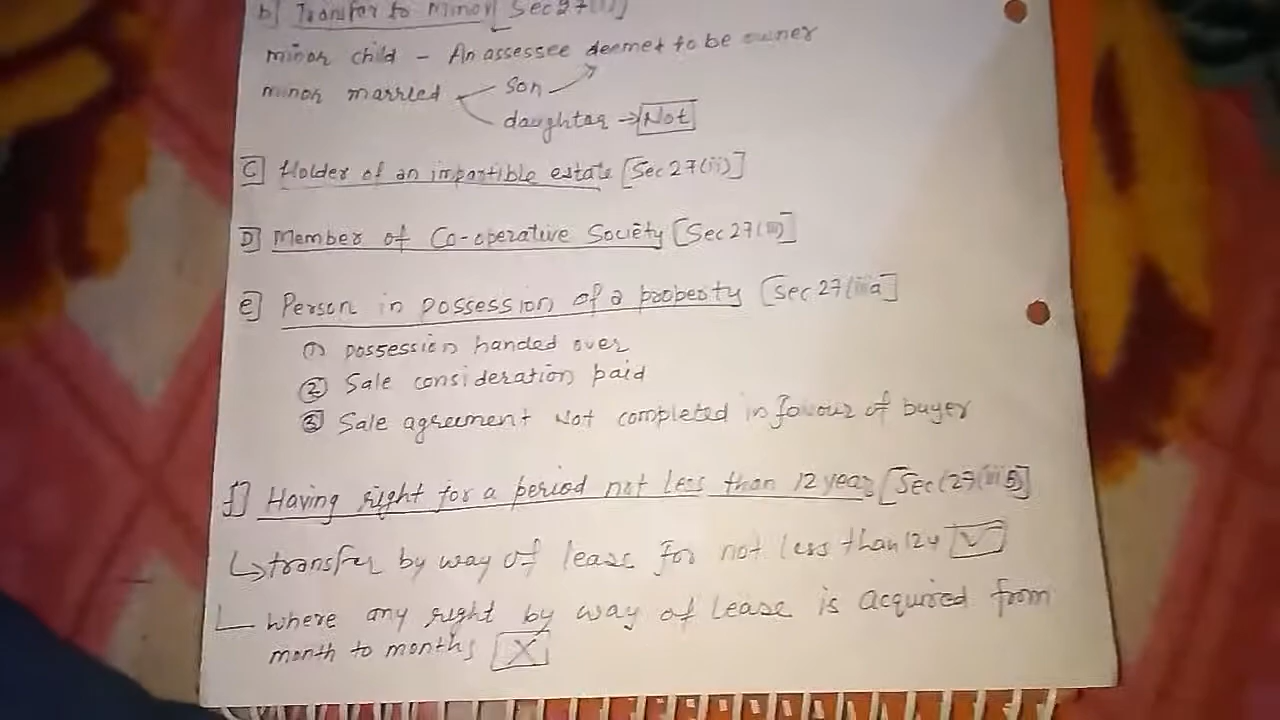 b] Transfer to Minor [Sec 27(i)]
minor child - An assessee deemet to be owner
minor married son
daughter → Not
C] Holder of an impartible estate [Sec 27(ii)]
D] Member of Co-operative Society [Sec 27(iii)]
e] Person in possession of a property [Sec 27(iiia]
① possession handed over
② Sale consideration paid
③ Sale agreement Not completed in favour of buyer
f] Having right for a period not less than 12 year [Sec (27(iiib]
↳ transfer by way of lease for not less than 12y ✓
where any right by way of lease is acquired from
month to months X